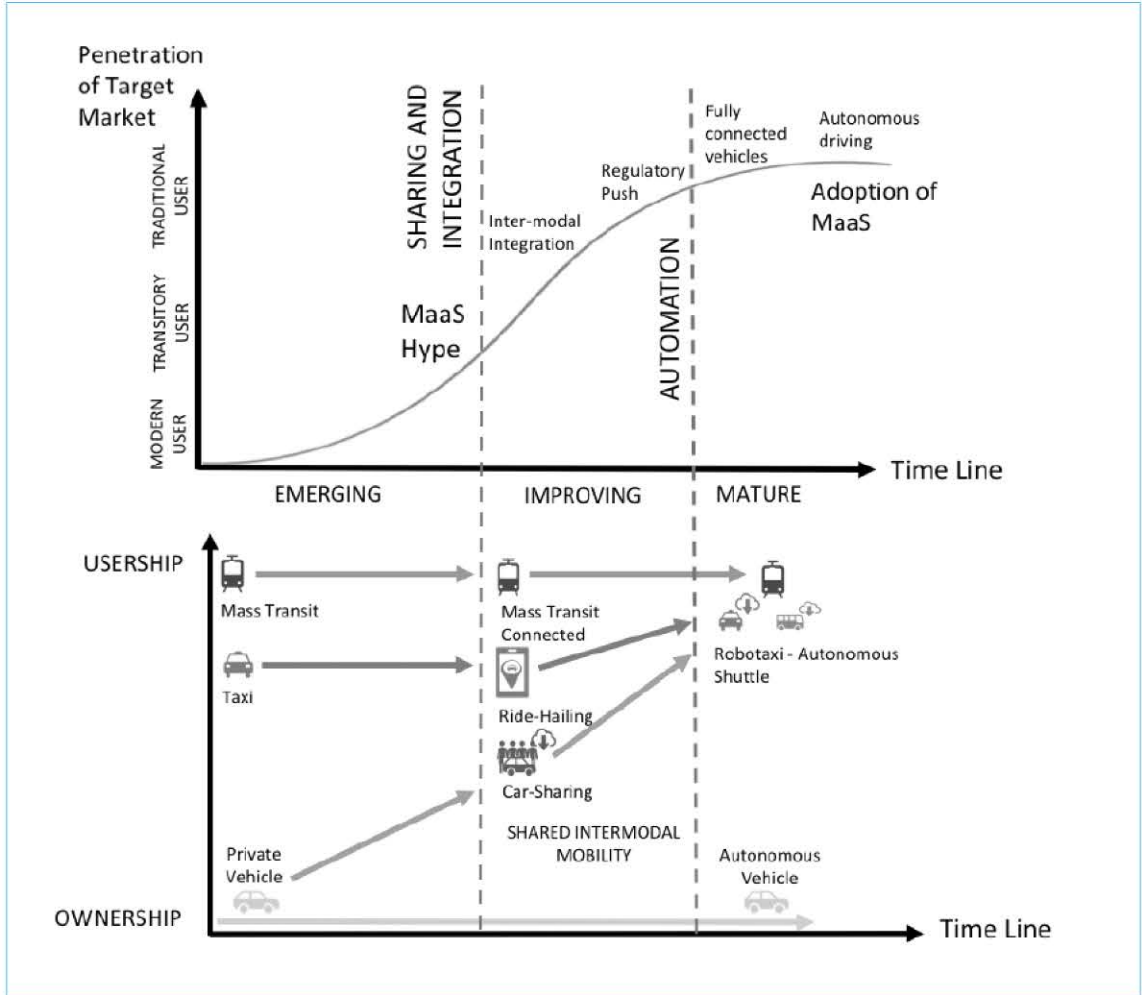 Penetration
of Target
Market
TRADITIONAL
USER
TRANSITORY
USER
MODERN
USER
SHARING AND
INTEGRATION
MaaS
Hype
Inter-modal
Integration
Regulatory
Push
AUTOMATION
Fully
connected
vehicles
Autonomous
driving
Adoption of
MaaS
Time Line
EMERGING
IMPROVING
MATURE
USERSHIP
Mass Transit
Mass Transit
Connected
Taxi
Ride-Hailing
Robotaxi - Autonomous
Shuttle
Car-Sharing
SHARED INTERMODAL
MOBILITY
Private
Vehicle
Autonomous
Vehicle
OWNERSHIP
Time Line